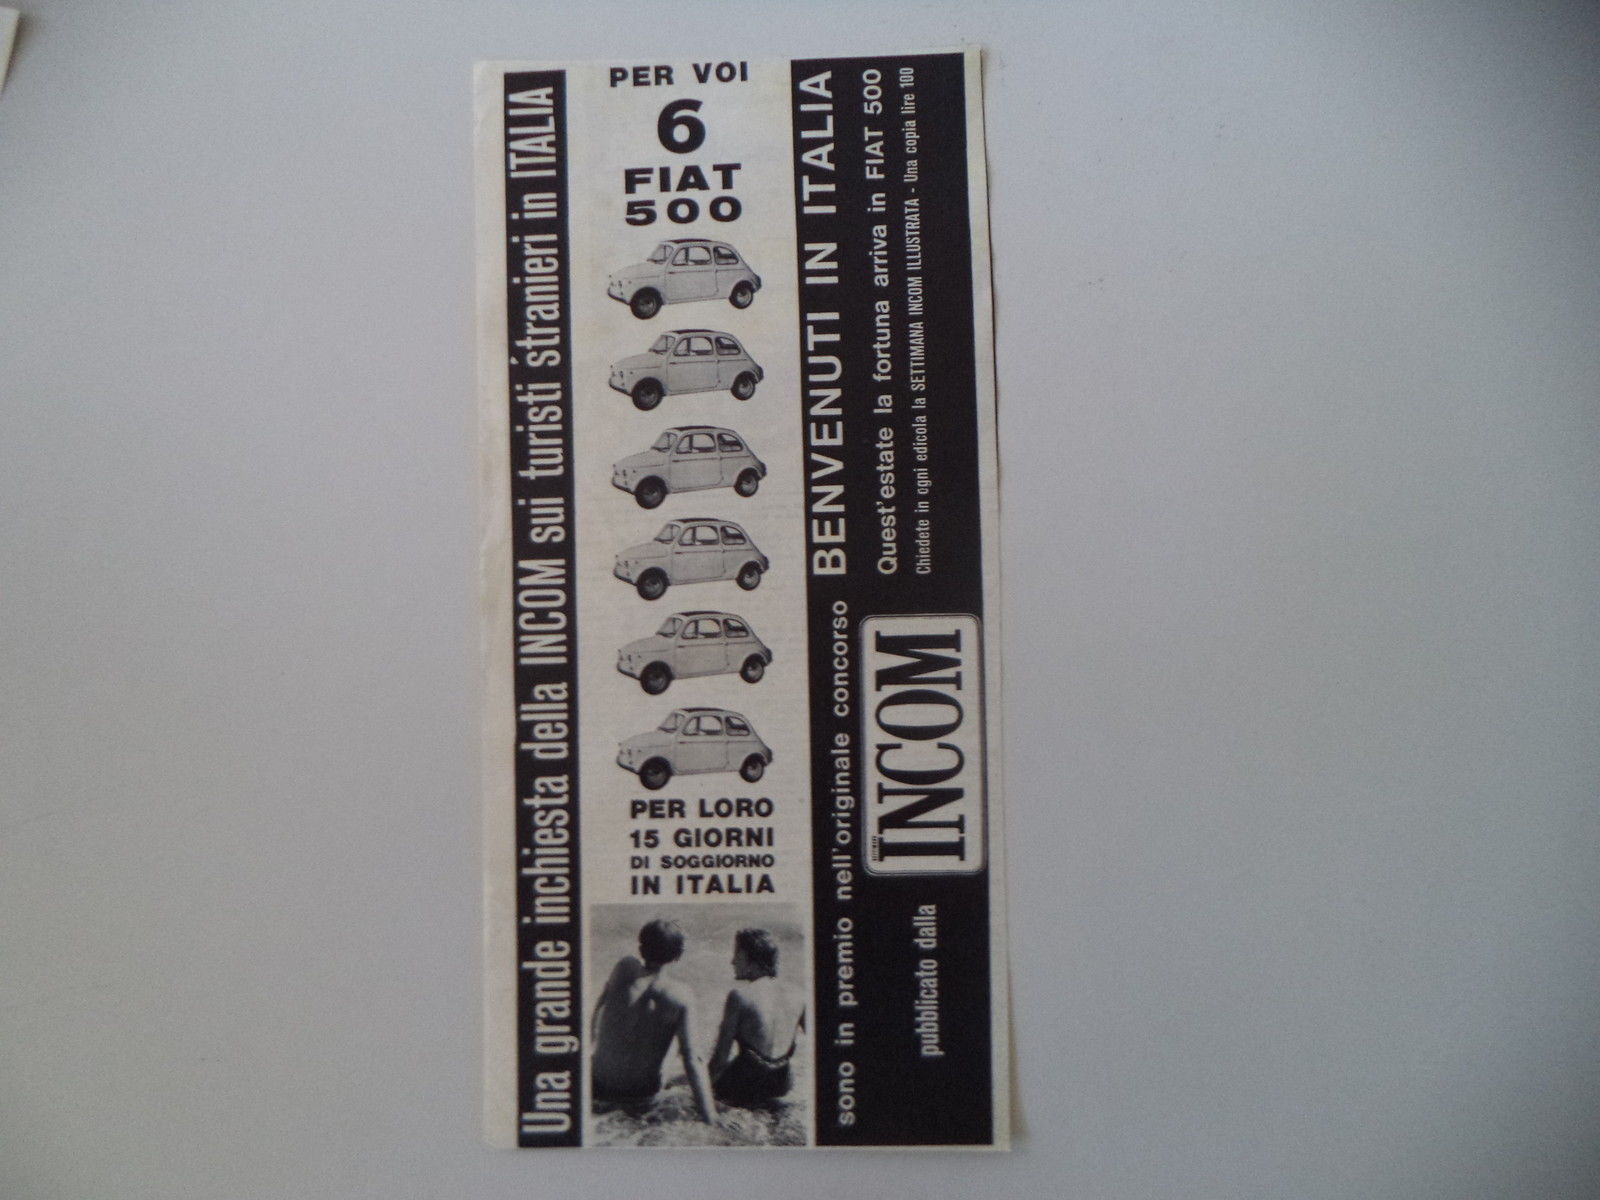 Una grande inchiesta della INCOM sui turisti stranieri in ITALIA
PER VOI
6
FIAT
500
PER LORO
15 GIORNI
DI SOGGIORNO
IN ITALIA
sono in premio nell'originale concorso BENVENUTI IN ITALIA
pubblicato dalla
SETTIMANA
INCOM
Quest'estate la fortuna arriva in FIAT 500
Chiedete in ogni edicola la SETTIMANA INCOM ILLUSTRATA - Una copia lire 100